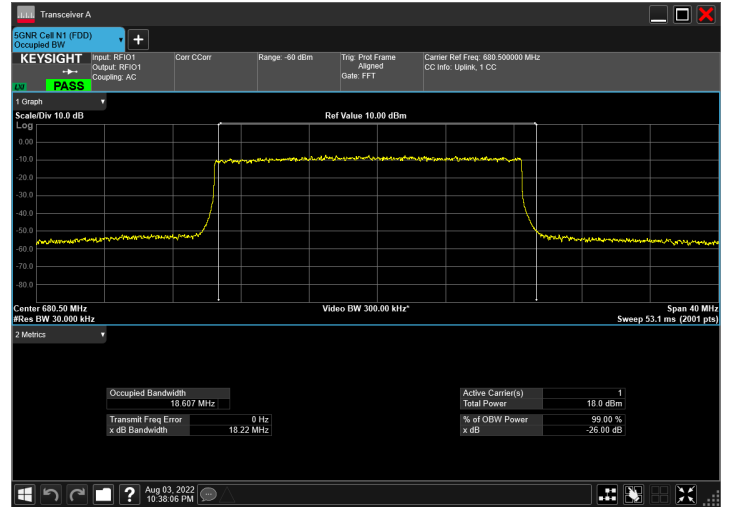 Transceiver A
5GNR Cell N1 (FDD)
Occupied BW
KEYSIGHT
LXI
PASS
Input: RFIO1
Output: RFIO1
Coupling: AC
Corr CCorr
Range: -60 dBm
Trig: Prot Frame
Aligned
Gate: FFT
Carrier Ref Freq: 680.500000 MHz
CC Info: Uplink, 1 CC
1 Graph
Scale/Div 10.0 dB
Ref Value 10.00 dBm
Log
0.00
-10.0
-20.0
-30.0
-40.0
-50.0
-60.0
-70.0
-80.0
Center 680.50 MHz
Video BW 300.00 kHz*
Span 40 MHz
#Res BW 30.000 kHz
Sweep 53.1 ms (2001 pts)
2 Metrics
Occupied Bandwidth
18.607 MHz
Transmit Freq Error 0 Hz
x dB Bandwidth 18.22 MHz
Active Carrier(s) 1
Total Power 18.0 dBm
% of OBW Power 99.00 %
x dB -26.00 dB
Aug 03, 2022
10:38:06 PM